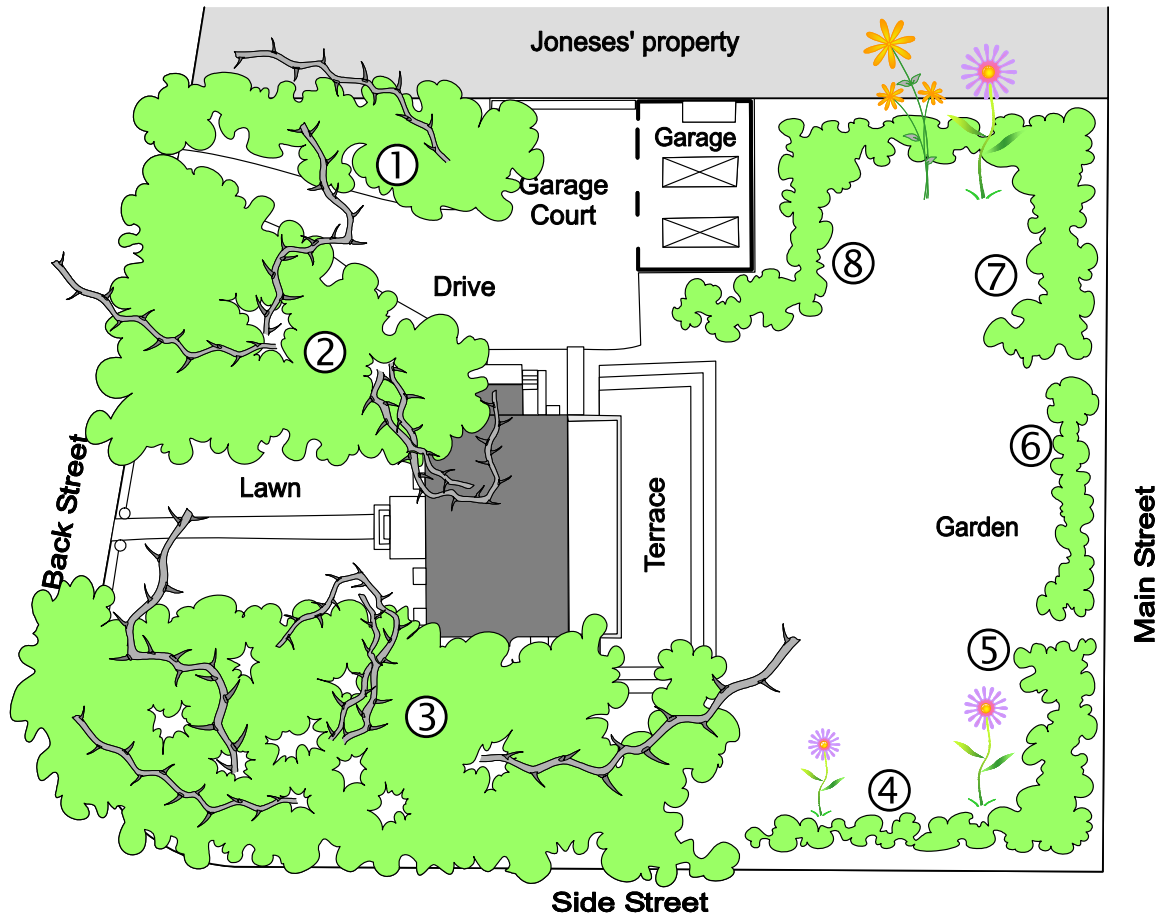 Joneses' property
Garage
①
Garage
Court
⑧
⑦
Drive
②
⑥
Lawn
Back Street
Terrace
Garden
Main Street
⑤
③
④
Side Street